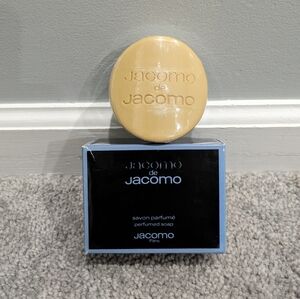 Jacomo
de
Jacomo
Jacomo
de
Jacomo
savon parfumé
perfumed soap
Jacomo
Paris